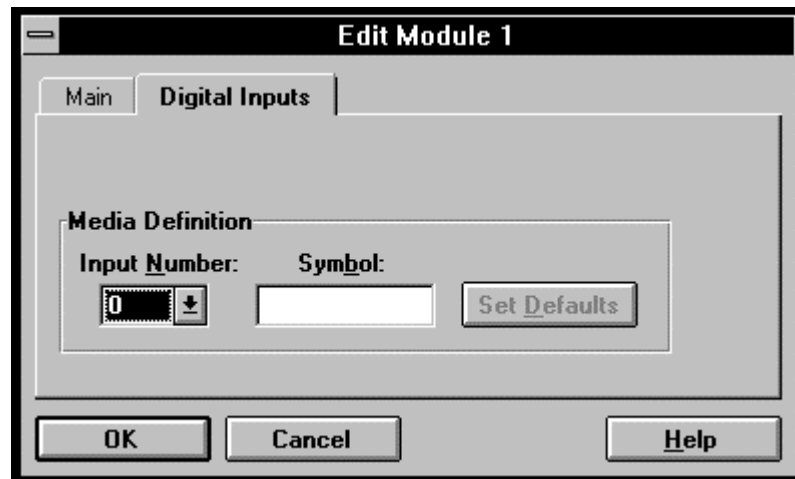 Edit Module 1
Main Digital Inputs
Media Definition
Input Number: Symbol:
0 Set Defaults
OK Cancel Help